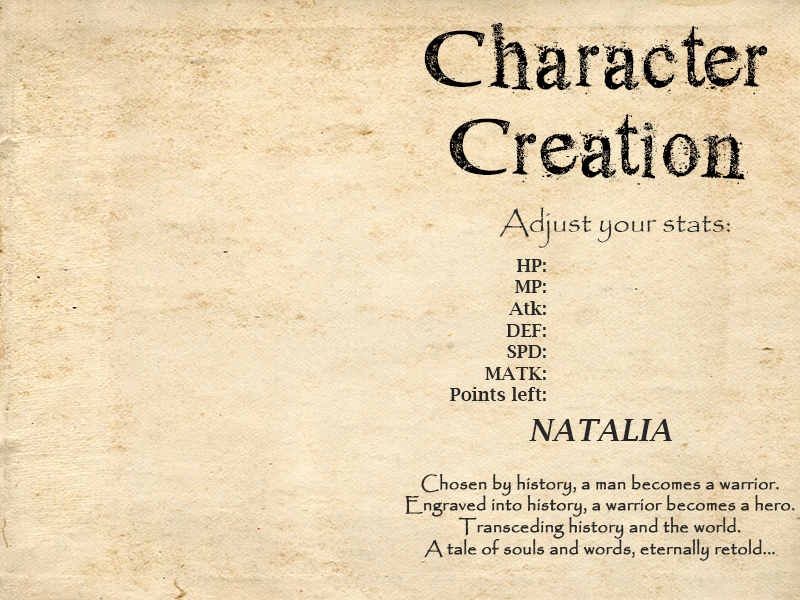 Character
Creation
Adjust your stats:
HP:
MP:
Atk:
DEF:
SPD:
MATK:
Points left:
NATALIA
Chosen by history, a man becomes a warrior.
Engraved into history, a warrior becomes a hero.
Transceding history and the world.
A tale of souls and words, eternally retold...